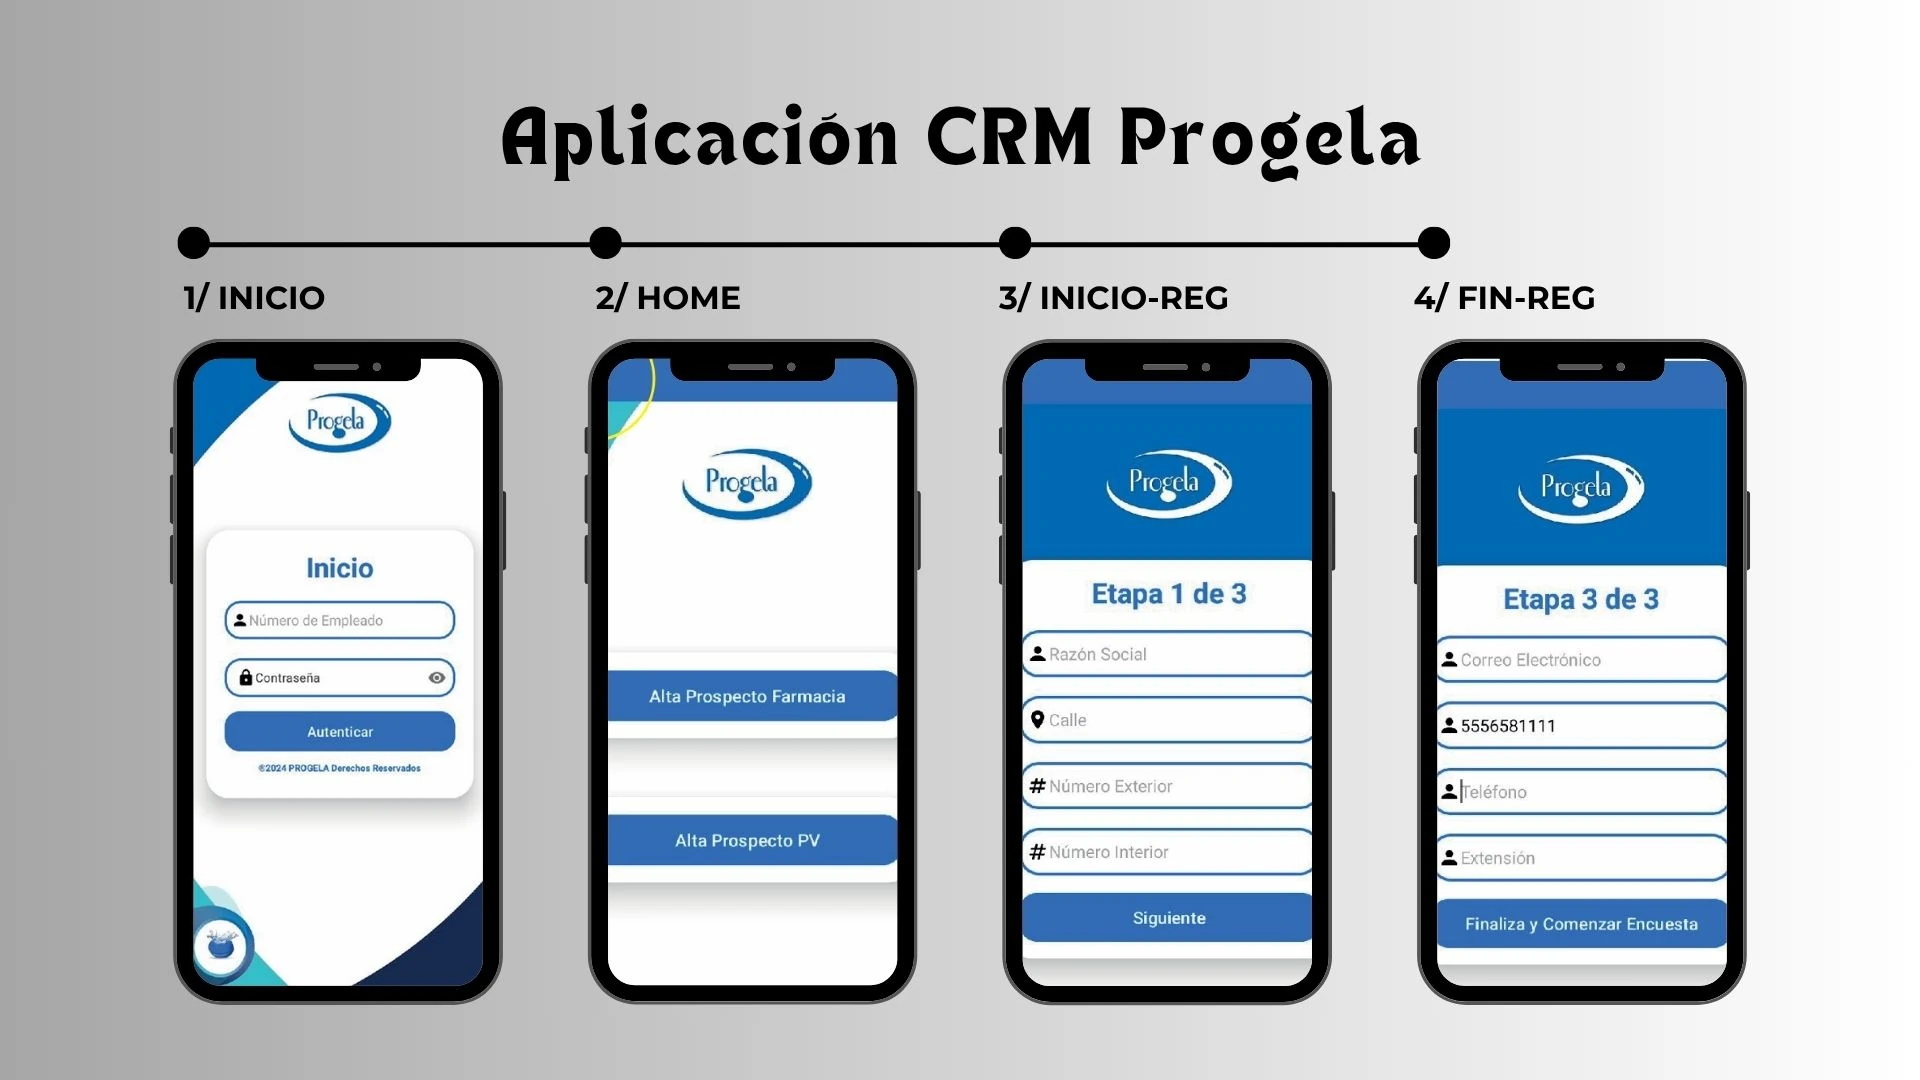 Aplicación CRM Progela
1/ INICIO
2/ HOME
3/ INICIO-REG
4/ FIN-REG
Progela
Inicio
Número de Empleado
Contraseña
Autenticar
©2024 PROGELA Derechos Reservados
Progela
Alta Prospecto Farmacia
Alta Prospecto PV
Progela
Etapa 1 de 3
Razón Social
Calle
# Número Exterior
# Número Interior
Siguiente
Progela
Etapa 3 de 3
Correo Electrónico
5556581111
Teléfono
Extensión
Finaliza y Comenzar Encuesta